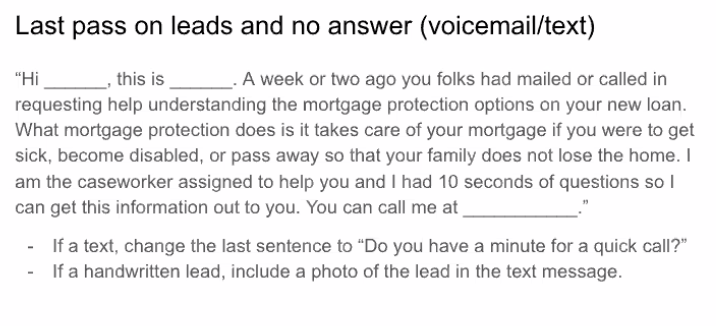 Last pass on leads and no answer (voicemail/text)
“Hi ______, this is ______. A week or two ago you folks had mailed or called in
requesting help understanding the mortgage protection options on your new loan.
What mortgage protection does is it takes care of your mortgage if you were to get
sick, become disabled, or pass away so that your family does not lose the home. I
am the caseworker assigned to help you and I had 10 seconds of questions so I
can get this information out to you. You can call me at ___________.”
- If a text, change the last sentence to “Do you have a minute for a quick call?”
- If a handwritten lead, include a photo of the lead in the text message.